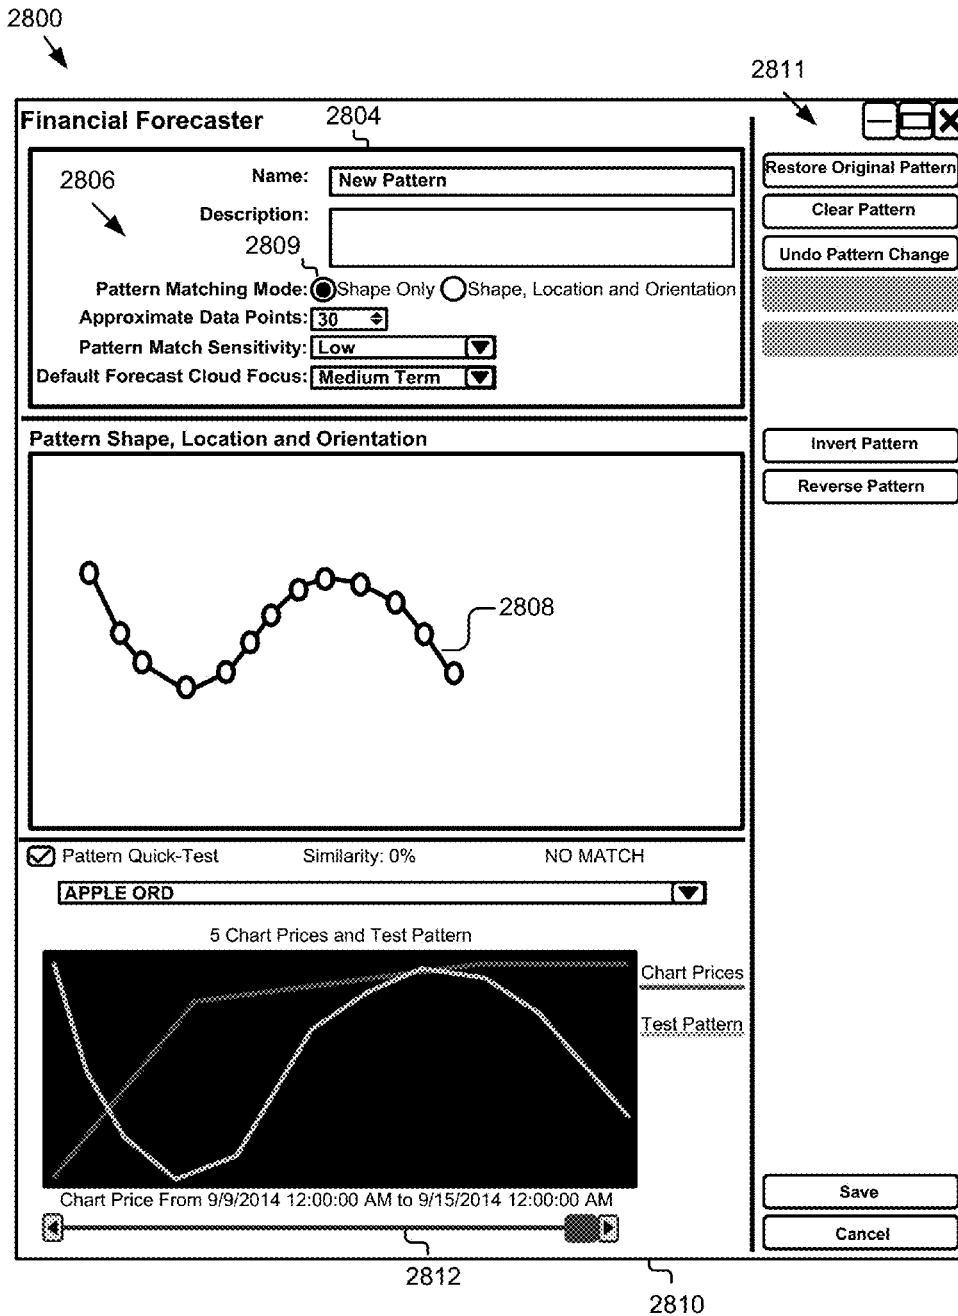 2800
2811
Financial Forecaster
2804
2806
Name:
New Pattern
Description:
2809
Pattern Matching Mode:
Shape Only
Shape, Location and Orientation
Approximate Data Points:
30
Pattern Match Sensitivity:
Low
Default Forecast Cloud Focus:
Medium Term
Restore Original Pattern
Clear Pattern
Undo Pattern Change
Invert Pattern
Reverse Pattern
Pattern Shape, Location and Orientation
2808
Pattern Quick-Test
Similarity: 0%
NO MATCH
APPLE ORD
5 Chart Prices and Test Pattern
Chart Prices
Test Pattern
Chart Price From 9/9/2014 12:00:00 AM to 9/15/2014 12:00:00 AM
Save
Cancel
2812
2810